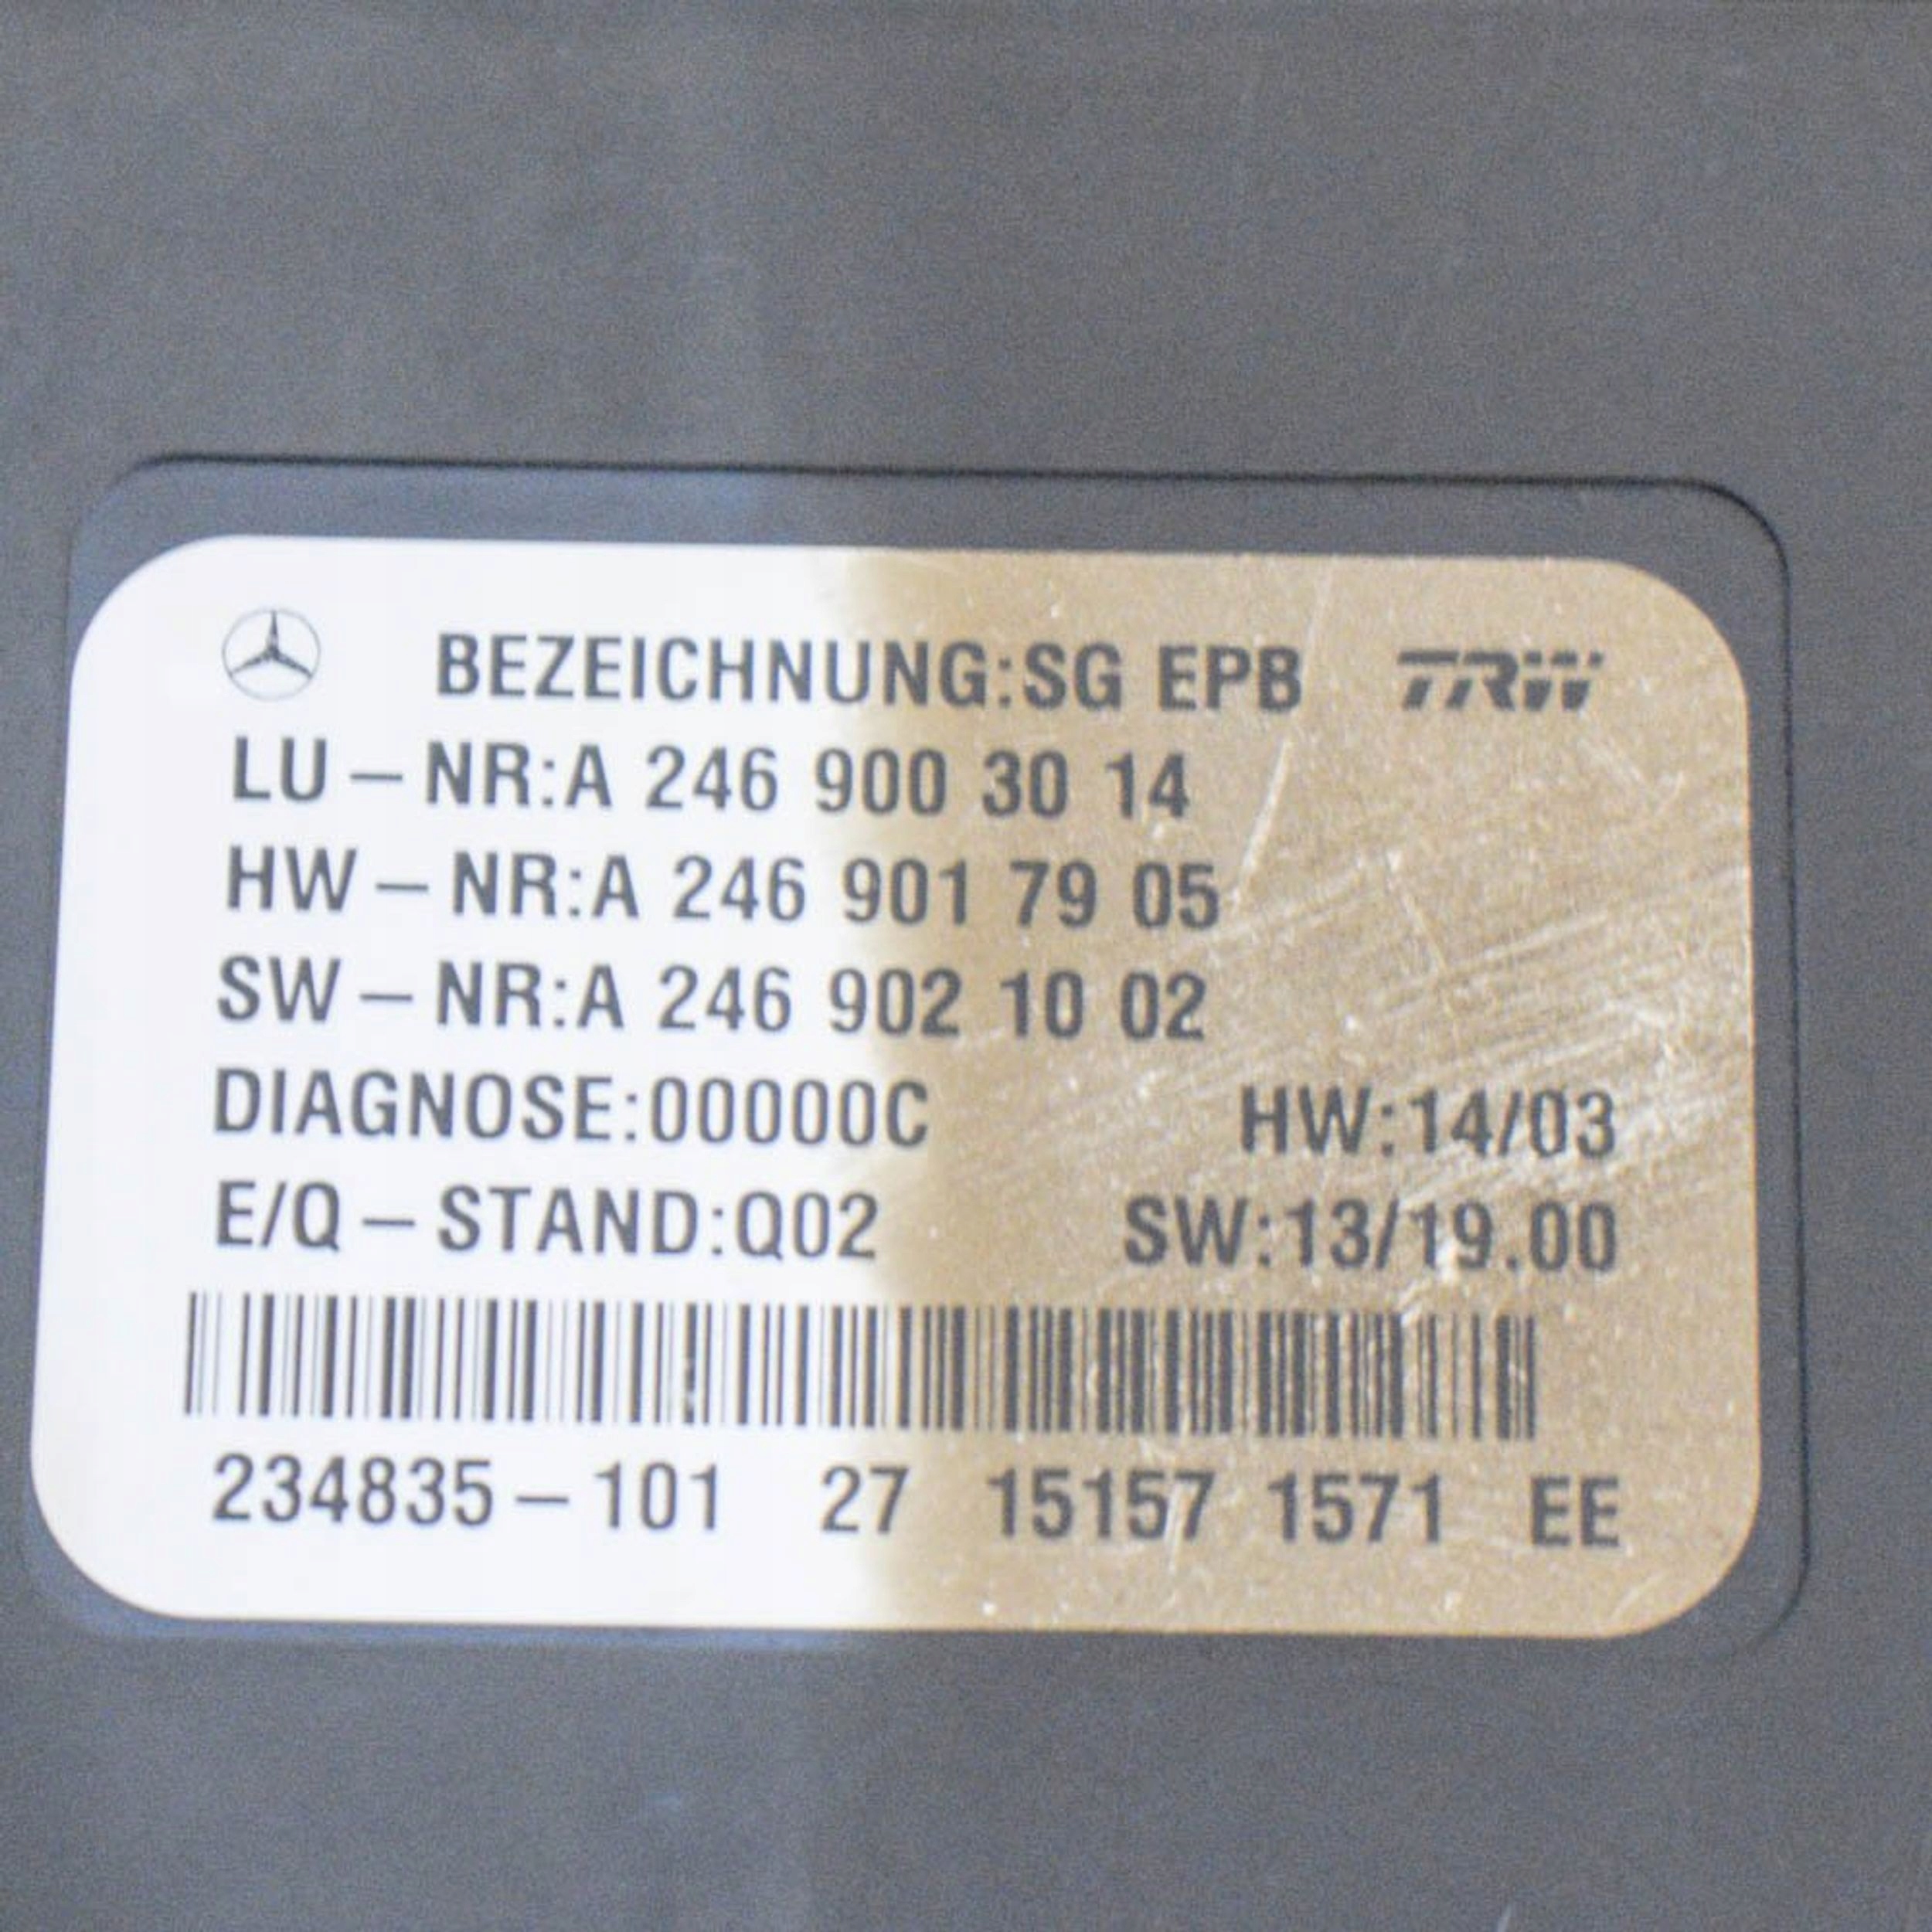 BEZEICHNUNG:SG EPB TRW
LU-NR:A 246 900 30 14
HW-NR:A 246 901 79 05
SW-NR:A 246 902 10 02
DIAGNOSE:00000C HW:14/03
E/Q-STAND:Q02 SW:13/19.00
234835-101 27 15157 1571 EE